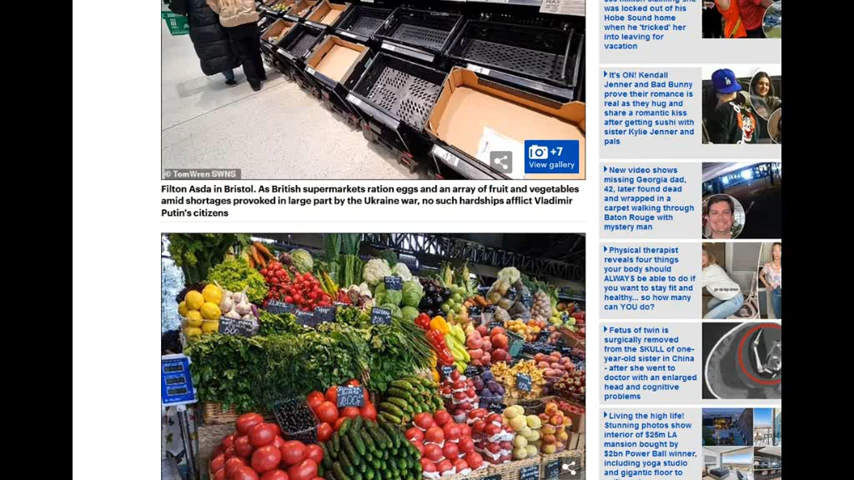 +7
View gallery
© TomWren SWNS
Filton Asda in Bristol. As British supermarkets ration eggs and an array of fruit and vegetables
amid shortages provoked in large part by the Ukraine war, no such hardships afflict Vladimir
Putin's citizens
was locked out of his
Hobe Sound home
when he 'tricked' her
into leaving for
vacation
It's ON! Kendall
Jenner and Bad Bunny
prove their romance is
real as they hug and
share a romantic kiss
after getting sushi with
sister Kylie Jenner and
pals
New video shows
missing Georgia dad,
42, later found dead
and wrapped in a
carpet walking through
Baton Rouge with
mystery man
Physical therapist
reveals four things
your body should
ALWAYS be able to do if
you want to stay fit and
healthy... so how many
can YOU do?
Fetus of twin is
surgically removed
from the SKULL of one-
year-old sister in China
- after she went to
doctor with an enlarged
head and cognitive
problems
Living the high life!
Stunning photos show
interior of $25m LA
mansion bought by
$2bn Power Ball winner,
including yoga studio
and gigantic floor to